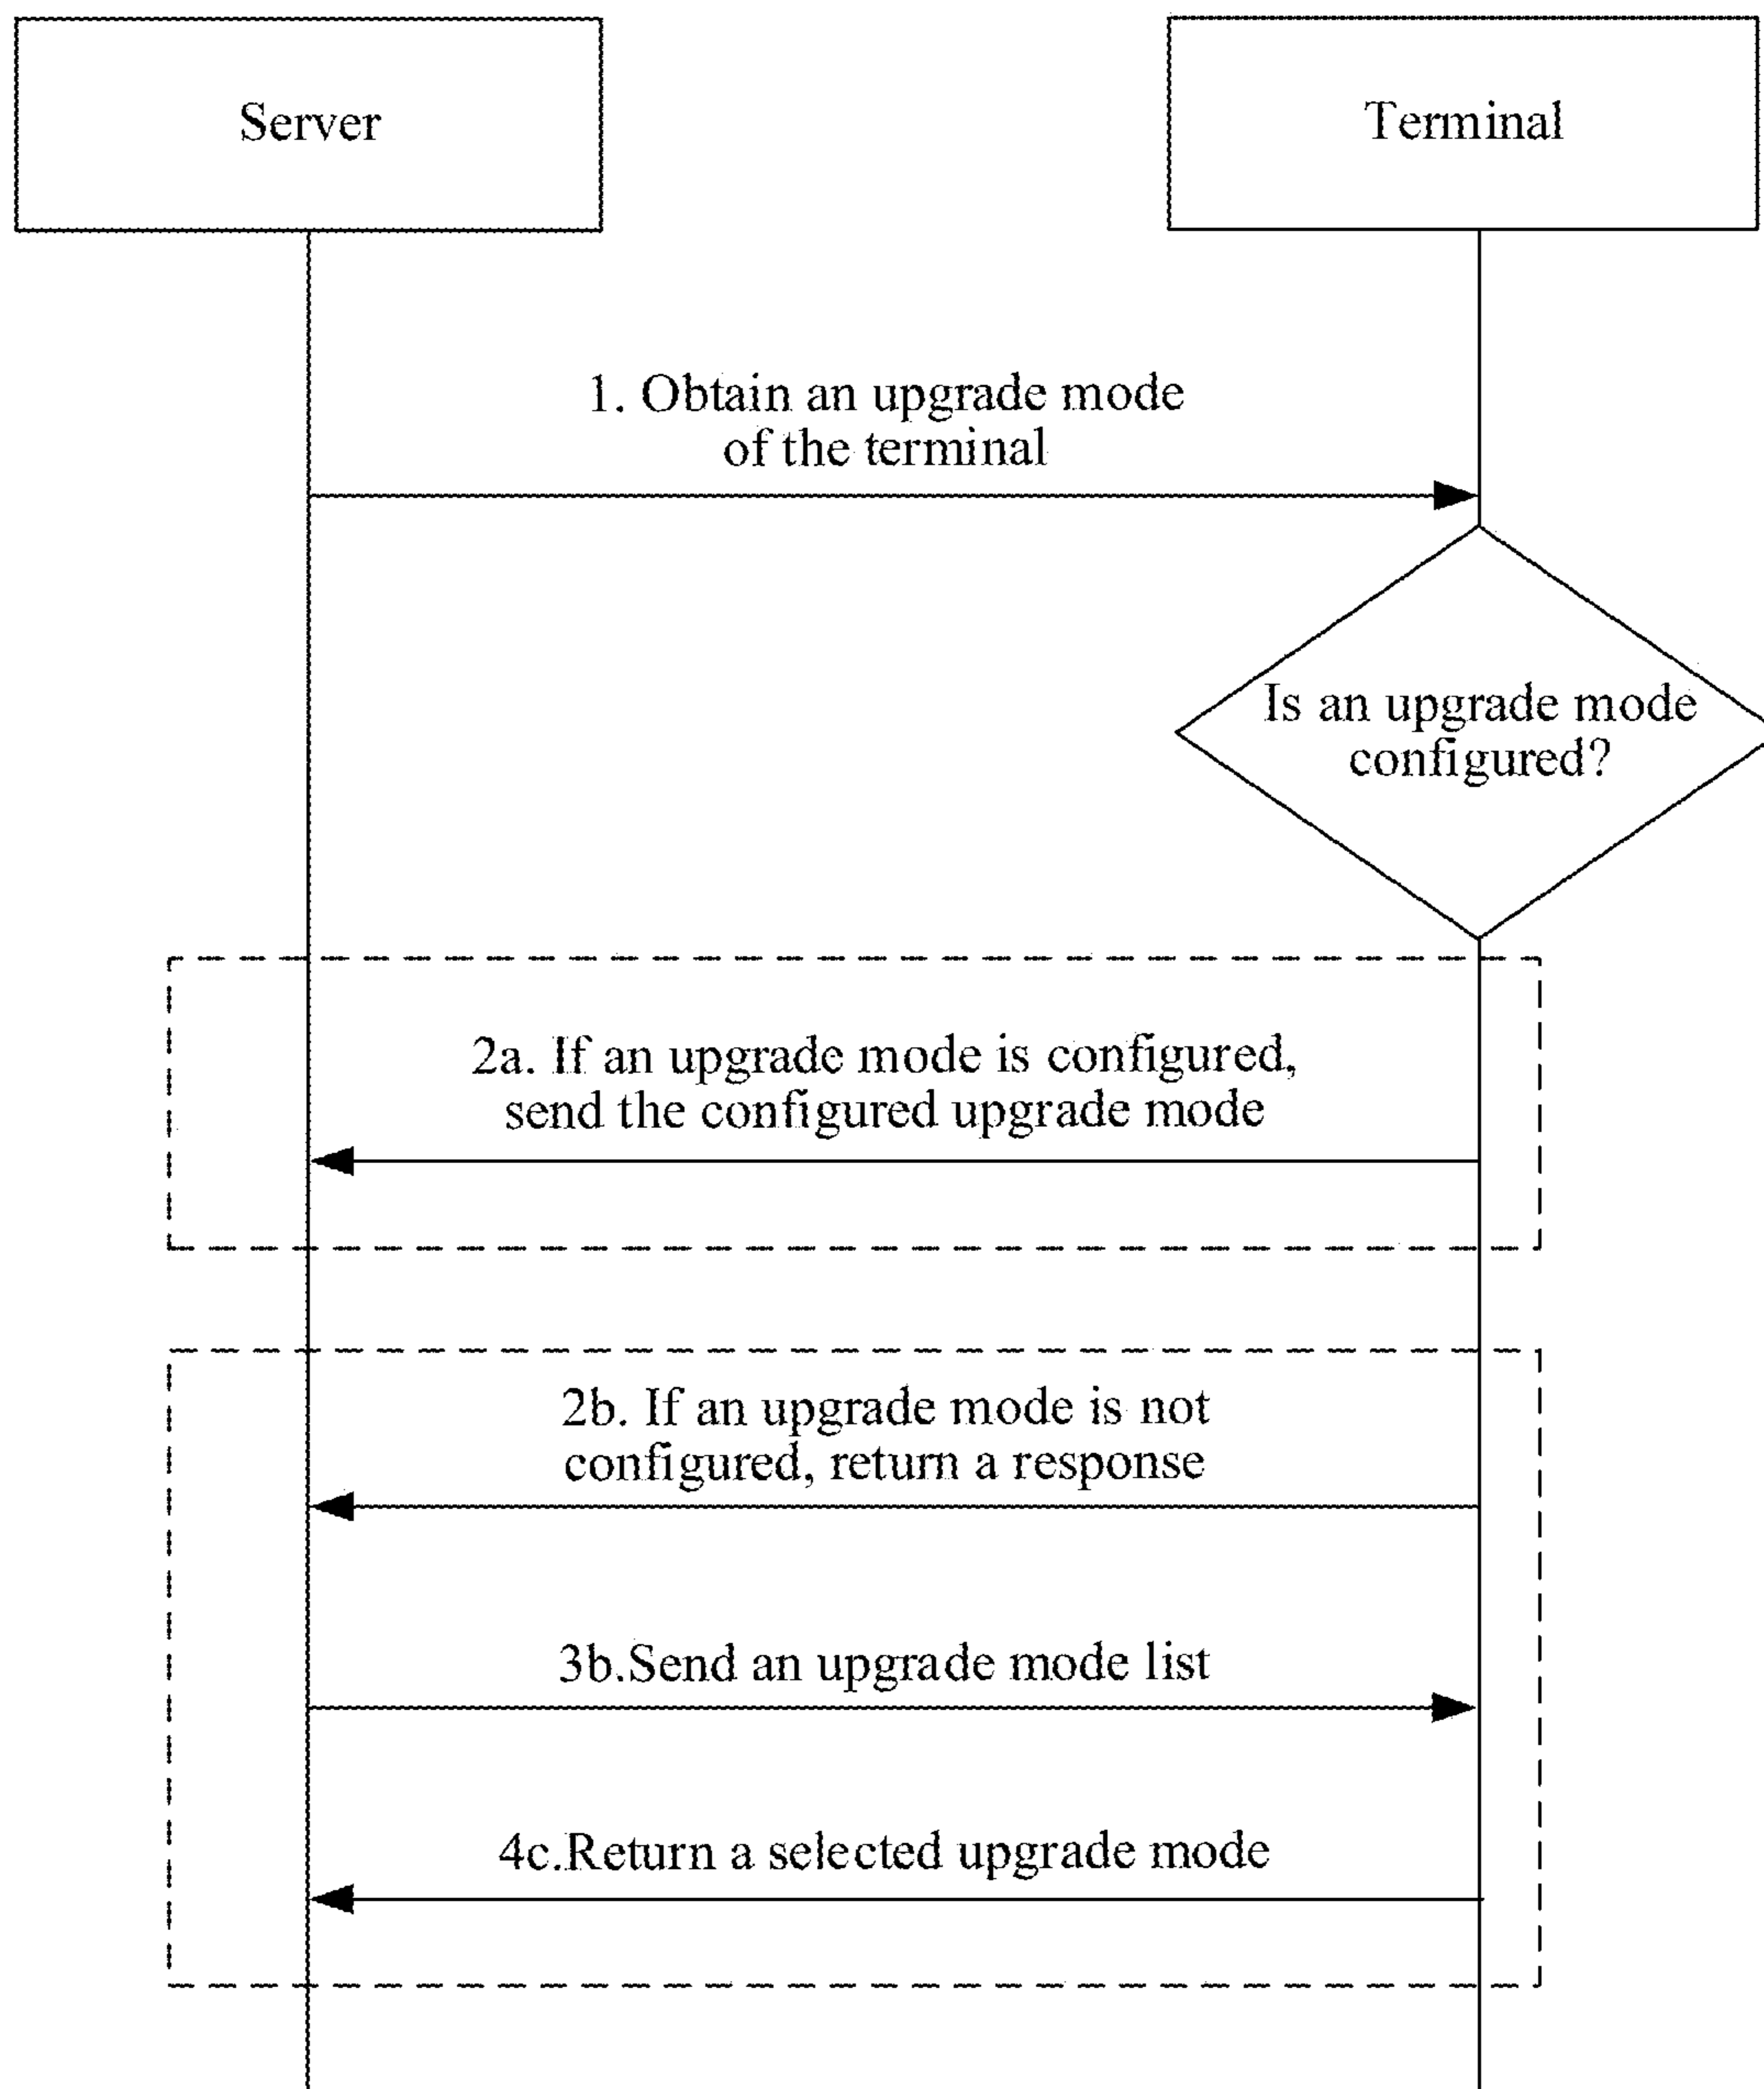 Server
Terminal
1. Obtain an upgrade mode
of the terminal
Is an upgrade mode
configured?
2a. If an upgrade mode is configured,
send the configured upgrade mode
2b. If an upgrade mode is not
configured, return a response
3b.Send an upgrade mode list
4c.Return a selected upgrade mode